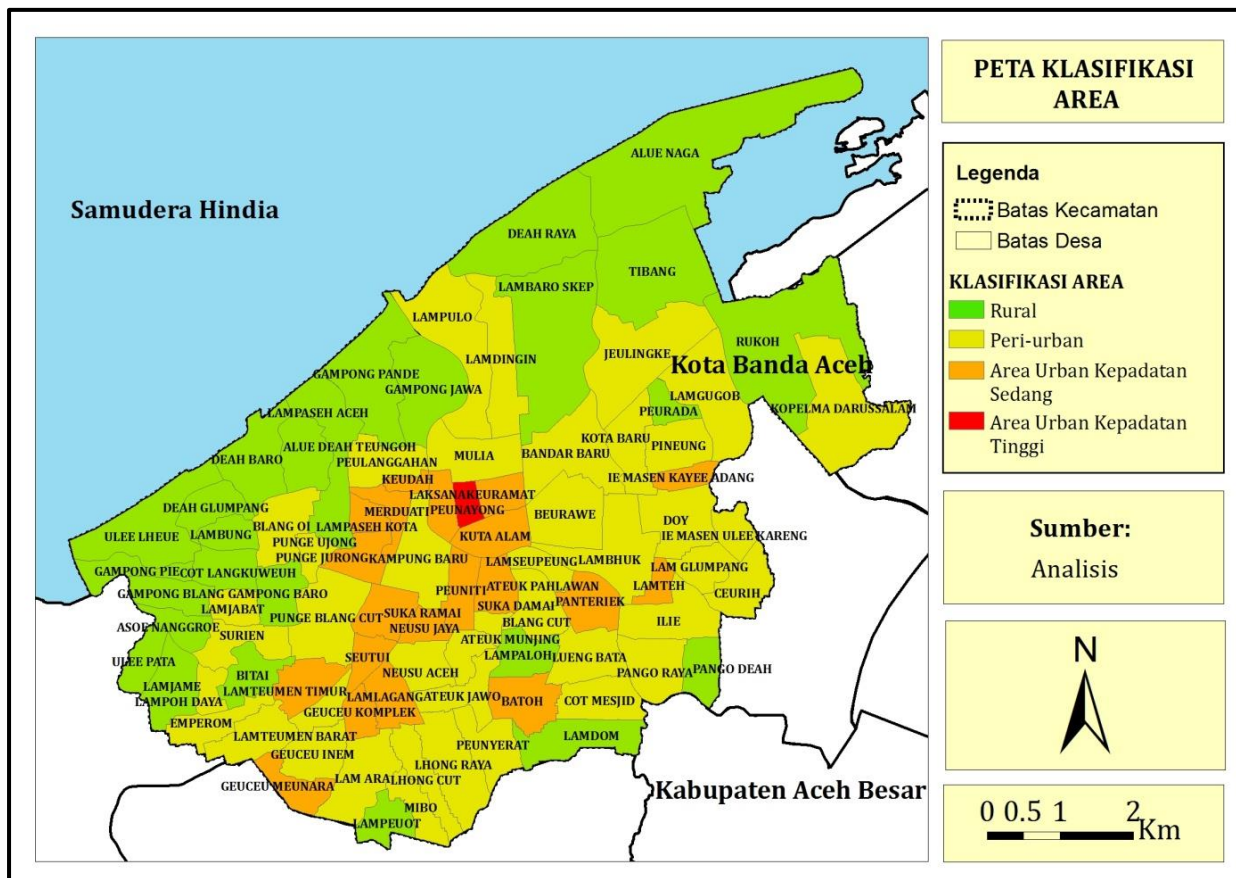 PETA KLASIFIKASI
AREA
Legenda
Batas Kecamatan
Batas Desa
KLASIFIKASI AREA
Rural
Peri-urban
Area Urban Kepadatan
Sedang
Area Urban Kepadatan
Tinggi
Sumber:
Analisis
N
0 0.5 1 2
Km
Samudera Hindia
Kota Banda Aceh
Kabupaten Aceh Besar
ALUE NAGA
DEAH RAYA
TIBANG
LAMBARO SKEP
LAMPULO
RUKOH
JEULINGKE
LAMDINGIN
GAMPONG PANDE
GAMPONG JAWA
LAMGUGOB
PEURADA
KOPELMA DARUSSALAM
LAMPASEH ACEH
KOTA BARU
PINEUNG
ALUE DEAH TEUNGOH
MULIA
BANDAR BARU
DEAH BARO
PEULANGGAHAN
KEUDAH
IE MASEN KAYEE ADANG
LAKSANA
KEURAMAT
DEAH GLUMPANG
MERDUATI
PEUNAYONG
BEURAWE
BLANG OI
LAMPASEH KOTA
DOY
ULEE LHEUE
LAMBUNG
PUNGE UJONG
KUTA ALAM
IE MASEN ULEE KARENG
PUNGE JURONG
KAMPUNG BARU
LAMSEUPEUNG
LAMBHUK
GAMPONG PIE
COT LANGKUWEUH
LAM GLUMPANG
PEUNITI
ATEUK PAHLAWAN
LAMTEH
CEURIH
GAMPONG BLANG
GAMPONG BARO
PANTERIEK
LAMJABAT
PUNGE BLANG CUT
SUKA RAMAI
SUKA DAMAI
ILIE
ASOE NANGGROE
SURIEN
NEUSU JAYA
BLANG CUT
ATEUK MUNJING
SEUTUI
LAMPALOH
LUENG BATA
ULEE PATA
BITAI
NEUSU ACEH
PANGO RAYA
PANGO DEAH
LAMJAME
LAMTEUMEN TIMUR
LAMLAGANG
ATEUK JAWO
BATOH
COT MESJID
LAMPOH DAYA
GEUCEU KOMPLEK
EMPEROM
LAMTEUMEN BARAT
PEUNYERAT
LAMDOM
GEUCEU INEM
LHONG RAYA
GEUCEU MEUNARA
LAM ARA
LHONG CUT
MIBO
LAMPEUOT